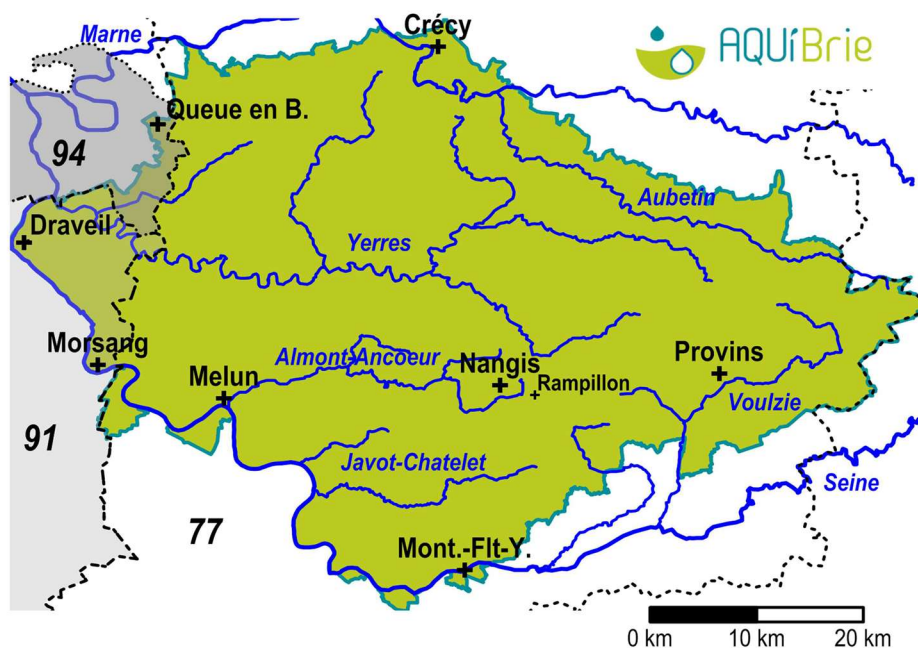 Crécy
Marne
AQUíBrie
Queue en B.
94
Aubetin
Draveil
Yerres
Morsang
Almont-Ancoeur
Nangis
Provins
Melun
Rampillon
Voulzie
91
Javot-Chatelet
Seine
77
Mont.-Flt-Y.
0 km 10 km 20 km